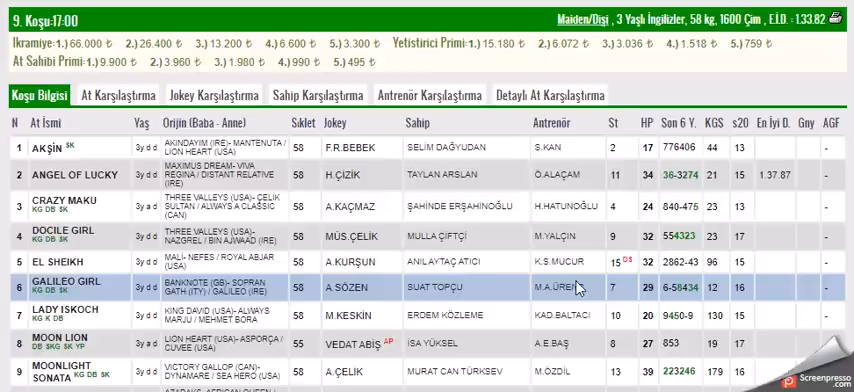 9. Koşu:17:00
Maiden/Dişi , 3 Yaşlı İngilizler, 58 kg, 1600 Çim , E.İ.D. : 1.33.82
İkramiye: 1.) 66.000 ₺ 2.) 26.400 ₺ 3.) 13.200 ₺ 4.) 6.600 ₺ 5.) 3.300 ₺ Yetistirici Primi: 1.) 15.180 ₺ 2.) 6.072 ₺ 3.) 3.036 ₺ 4.) 1.518 ₺ 5.) 759 ₺
At Sahibi Primi: 1.) 9.900 ₺ 2.) 3.960 ₺ 3.) 1.980 ₺ 4.) 990 ₺ 5.) 495 ₺
Koşu Bilgisi At Karşılaştırma Jokey Karşılaştırma Sahip Karşılaştırma Antrenör Karşılaştırma Detaylı At Karşılaştırma
N At İsmi Yaş Orijin (Baba - Anne) Sıklet Jokey Sahip Antrenör St HP Son 6 Y. KGS s20 En İyi D. Gny AGF
1 AKŞİN SK 3y d d AKINDAYIM (IRE)- MANTENUTA / LION HEART (USA) 58 F.R.BEBEK SELİM DAĞYUDAN S.KAN 2 17 776406 44 13 -
2 ANGEL OF LUCKY 3y d d MAXIMUS DREAM- VIVA REGINA / DISTANT RELATIVE (IRE) 58 H.ÇİZİK TAYLAN ARSLAN Ö.ALAÇAM 11 34 36-3274 21 15 1.37.87 -
3 CRAZY MAKU KG DB SK 3y a d THREE VALLEYS (USA)- ÇELİK SULTAN / ALWAYS A CLASSIC (CAN) 58 A.KAÇMAZ ŞAHİNDE ERŞAHİNOĞLU H.HATUNOĞLU 4 24 840-475 23 13 -
4 DOCILE GIRL KG DB SK 3y d d THREE VALLEYS (USA)- NAZGREL / BIN AJWAAD (IRE) 58 MÜS.ÇELİK MULLA ÇİFTÇİ M.YALÇIN 9 32 554323 23 17 -
5 EL SHEIKH 3y d d MALİ- NEFES / ROYAL ABJAR (USA) 58 A.KURŞUN ANIL AYTAÇ ATICI K.S.MUCUR 15 DS 32 2862-43 96 15 -
6 GALILEO GIRL KG DB SK 3y d d BANKNOTE (GB)- SOPRAN GATH (ITY) / GALILEO (IRE) 58 A.SÖZEN SUAT TOPÇU M.A.ÜREN 7 29 6-58434 12 16 -
7 LADY ISKOCH KG K DB 3y d d KING DAVID (USA)- ALWAYS MARJU / MEHMET BORA 58 M.KESKİN ERDEM KÖZLEME KAD.BALTACI 10 20 9450-9 130 15 -
8 MOON LION DB SKG SK YP 3y a d LION HEART (USA)- ASPORÇA / CUVEE (USA) 55 VEDAT ABİŞ AP İSA YÜKSEL A.E BAŞ 8 27 853 19 17 -
9 MOONLIGHT SONATA KG DB SK 3y d d VICTORY GALLOP (CAN)- DYNAMARE / SEA HERO (USA) 58 A.ÇELİK MURAT CAN TÜRKSEV M.ÖZDİL 13 39 223246 179 16 -
Screenpresso
.com